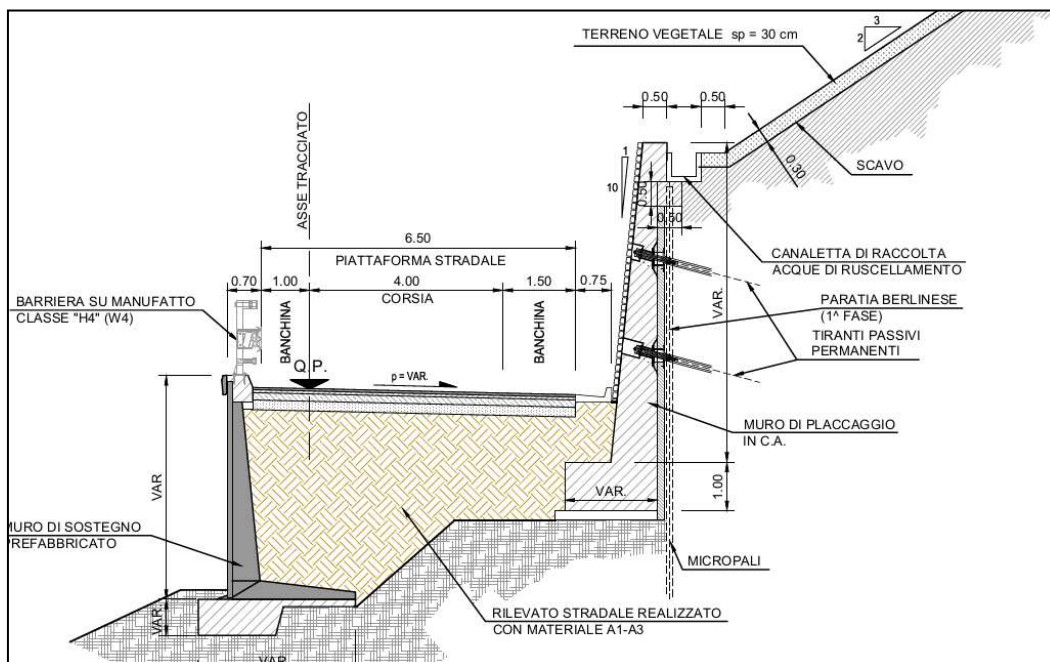 TERRENO VEGETALE sp = 30 cm
3
2
0.50
0.50
ASSE TRACCIATO
1
10
0.50
0.50
0.30
SCAVO
6.50
PIATTAFORMA STRADALE
0.70
1.00
4.00
1.50
0.75
CORSIA
BANCHINA
BANCHINA
BARRIERA SU MANUFATTO
CLASSE "H4" (W4)
CANALETTA DI RACCOLTA
ACQUE DI RUSCELLAMENTO
VAR.
PARATIA BERLINESE
(1^ FASE)
TIRANTI PASSIVI
PERMANENTI
Q.P.
p = VAR.
MURO DI PLACCAGGIO
IN C.A.
VAR
VAR.
1.00
MURO DI SOSTEGNO
PREFABBRICATO
MICROPALI
VAR.
RILEVATO STRADALE REALIZZATO
CON MATERIALE A1-A3
VAR